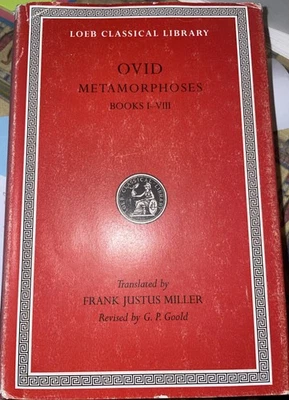 LOEB CLASSICAL LIBRARY
OVID
METAMORPHOSES
BOOKS I–VIII
Translated by
FRANK JUSTUS MILLER
Revised by G. P. Goold